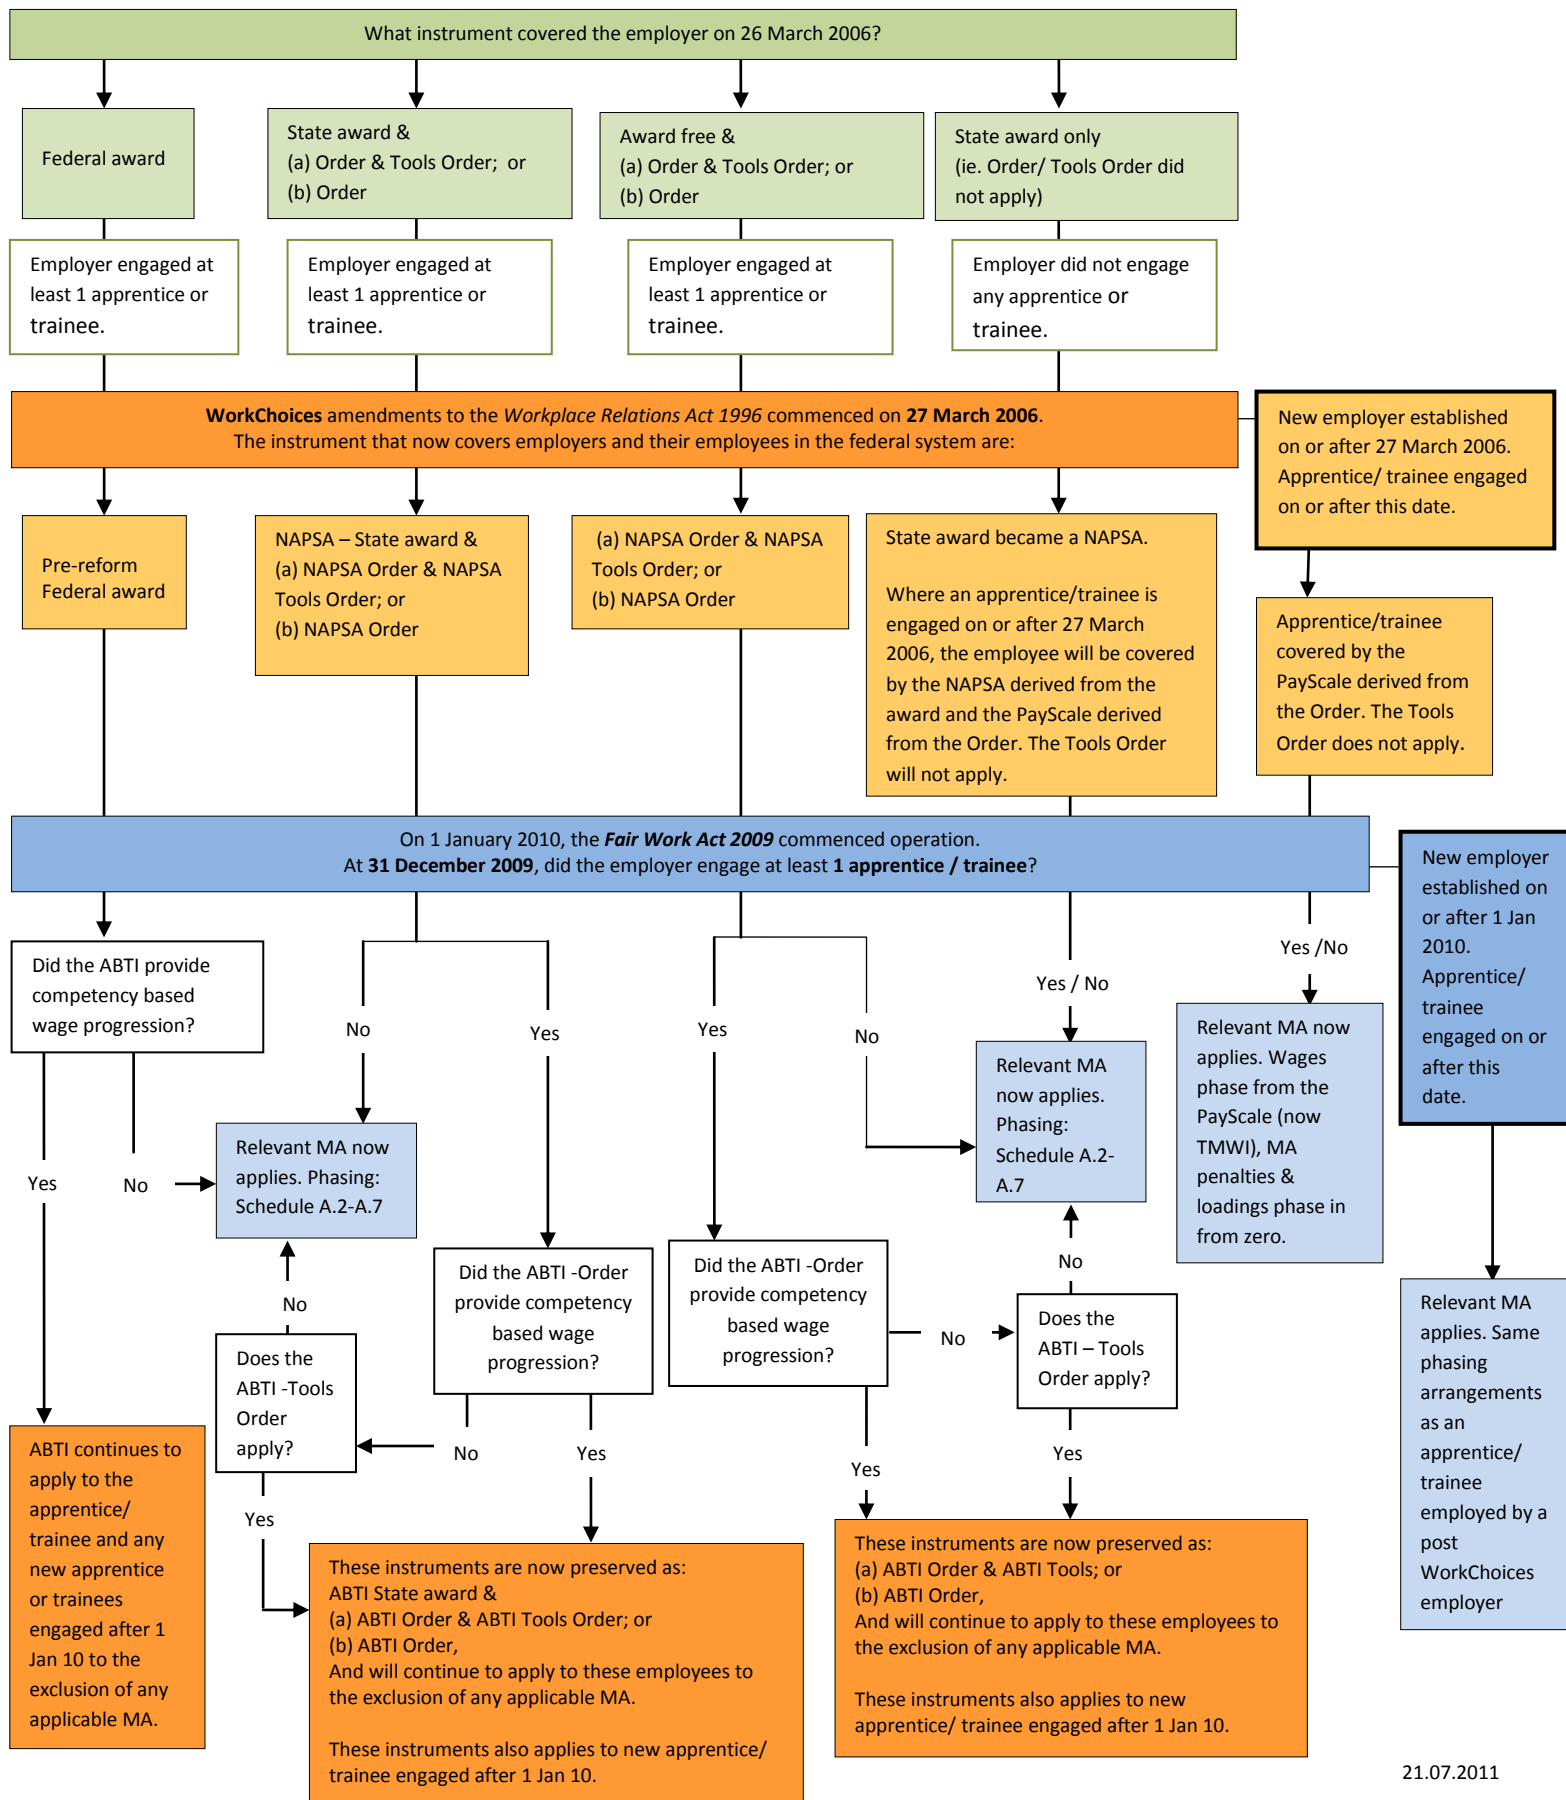 What instrument covered the employer on 26 March 2006?
Federal award
State award &
(a) Order & Tools Order;  or
(b) Order
Award free &
(a) Order & Tools Order; or
(b) Order
State award only
(ie. Order/ Tools Order did
not apply)
Employer engaged at
least 1 apprentice or
trainee.
Employer engaged at
least 1 apprentice or
trainee.
Employer engaged at
least 1 apprentice or
trainee.
Employer did not engage
any apprentice or
trainee.
WorkChoices amendments to the Workplace Relations Act 1996 commenced on 27 March 2006.
The instrument that now covers employers and their employees in the federal system are:
New employer established
on or after 27 March 2006.
Apprentice/ trainee engaged
on or after this date.
Pre-reform
Federal award
NAPSA – State award &
(a) NAPSA Order & NAPSA
Tools Order; or
(b) NAPSA Order
(a) NAPSA Order & NAPSA
Tools Order; or
(b) NAPSA Order
State award became a NAPSA.
Where an apprentice/trainee is
engaged on or after 27 March
2006, the employee will be covered
by the NAPSA derived from the
award and the PayScale derived
from the Order. The Tools Order
will not apply.
Apprentice/trainee
covered by the
PayScale derived from
the Order. The Tools
Order does not apply.
On 1 January 2010, the Fair Work Act 2009 commenced operation.
At 31 December 2009, did the employer engage at least 1 apprentice / trainee?
New employer
established on
or after 1 Jan
2010.
Apprentice/
trainee
engaged on or
after this
date.
Did the ABTI provide
competency based
wage progression?
No
Yes
Yes
No
Yes / No
Yes /No
Relevant MA
now applies.
Phasing:
Schedule A.2-
A.7
Relevant MA now
applies. Wages
phase from the
PayScale (now
TMWI), MA
penalties &
loadings phase in
from zero.
Yes
No
Relevant MA now
applies. Phasing:
Schedule A.2-A.7
Did the ABTI -Order
provide competency
based wage
progression?
Did the ABTI -Order
provide competency
based wage
progression?
No
No
No
Does the
ABTI – Tools
Order apply?
Does the
ABTI -Tools
Order
apply?
Relevant MA
applies. Same
phasing
arrangements
as an
apprentice/
trainee
employed by a
post
WorkChoices
employer
No
Yes
Yes
Yes
Yes
ABTI continues to
apply to the
apprentice/
trainee and any
new apprentice
or trainees
engaged after 1
Jan 10 to the
exclusion of any
applicable MA.
These instruments are now preserved as:
ABTI State award &
(a) ABTI Order & ABTI Tools Order; or
(b) ABTI Order,
And will continue to apply to these employees to
the exclusion of any applicable MA.
These instruments also applies to new apprentice/
trainee engaged after 1 Jan 10.
These instruments are now preserved as:
(a) ABTI Order & ABTI Tools; or
(b) ABTI Order,
And will continue to apply to these employees to
the exclusion of any applicable MA.
These instruments also applies to new
apprentice/ trainee engaged after 1 Jan 10.
21.07.2011